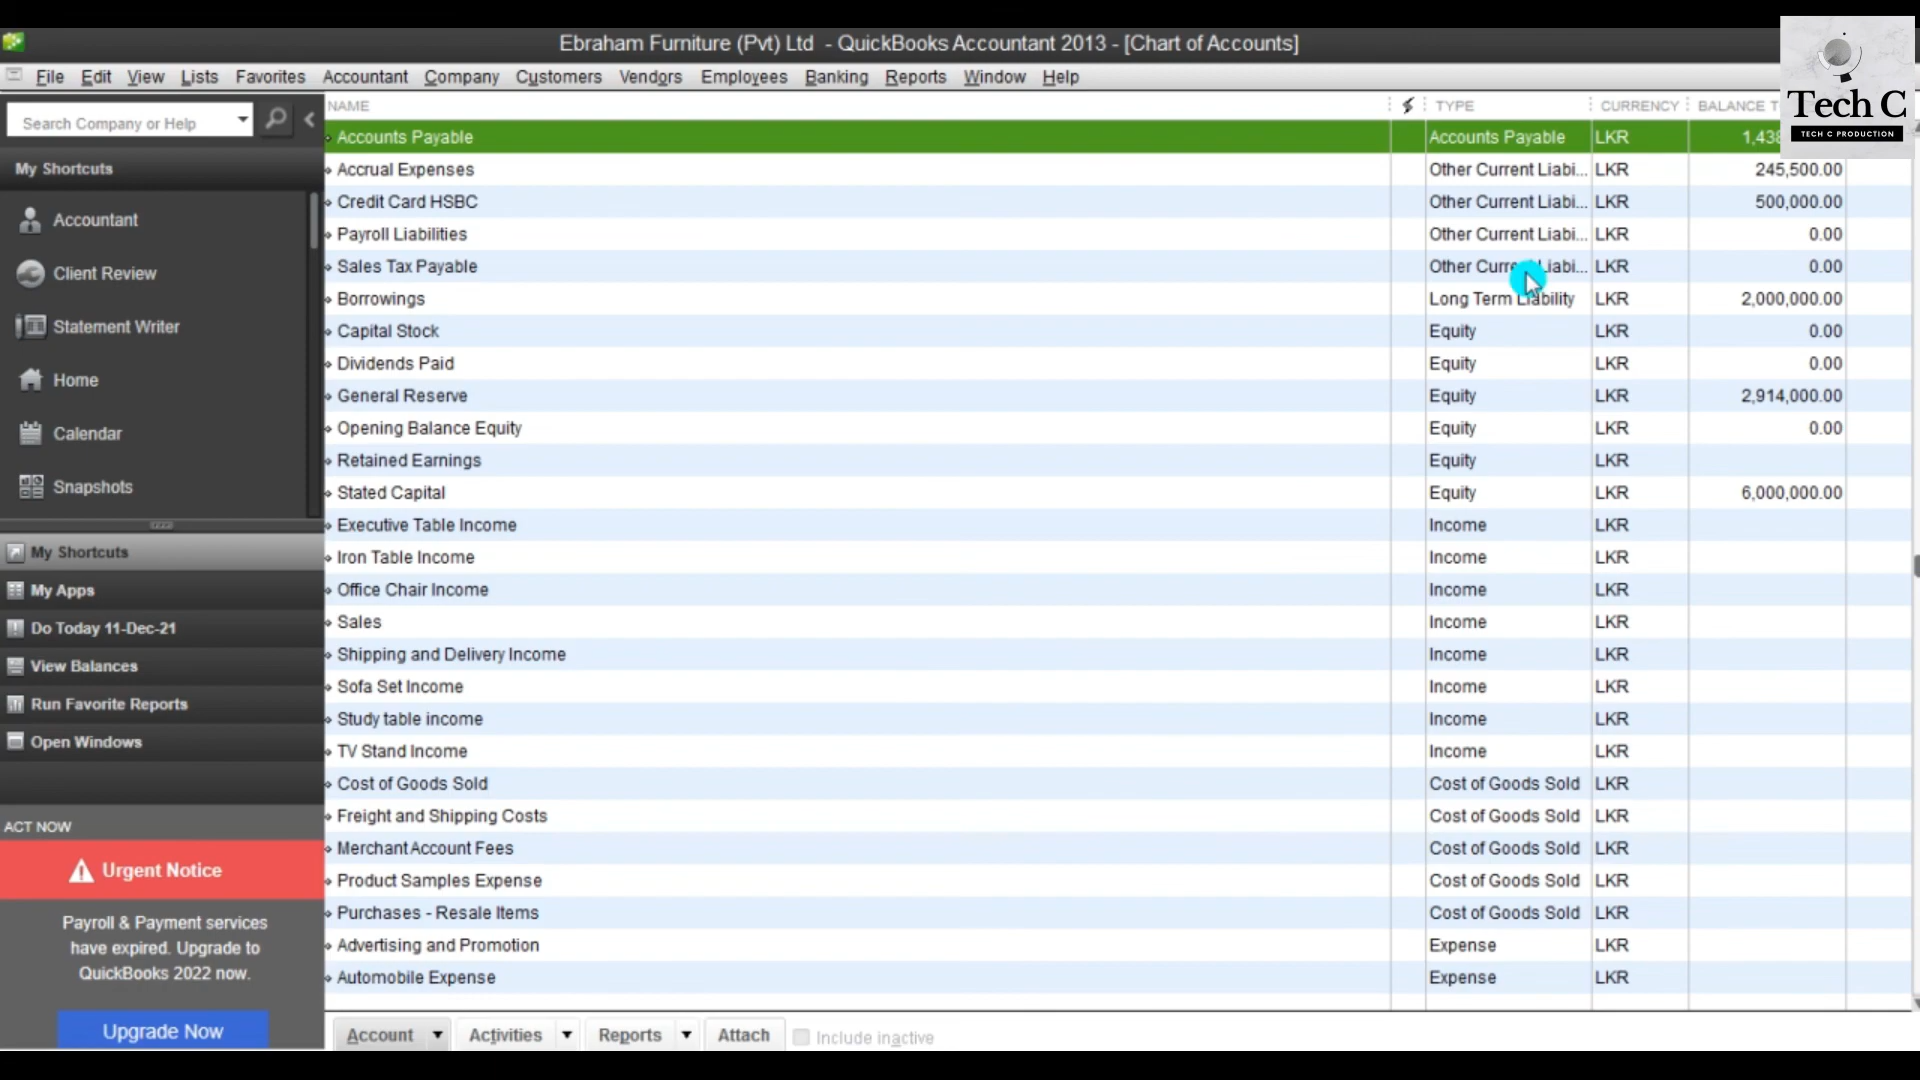 Ebraham Furniture (Pvt) Ltd - QuickBooks Accountant 2013 - [Chart of Accounts]
File Edit View Lists Favorites Accountant Company Customers Vendors Employees Banking Reports Window Help
Tech C
TECH C PRODUCTION
Search Company or Help
My Shortcuts
Accountant
Client Review
Statement Writer
Home
Calendar
Snapshots
My Shortcuts
My Apps
Do Today 11-Dec-21
View Balances
Run Favorite Reports
Open Windows
ACT NOW
Urgent Notice
Payroll & Payment services
have expired. Upgrade to
QuickBooks 2022 now.
Upgrade Now
NAME TYPE CURRENCY BALANCE T
Accounts Payable Accounts Payable LKR 1,438
Accrual Expenses Other Current Liabi... LKR 245,500.00
Credit Card HSBC Other Current Liabi... LKR 500,000.00
Payroll Liabilities Other Current Liabi... LKR 0.00
Sales Tax Payable Other Current Liabi... LKR 0.00
Borrowings Long Term Liability LKR 2,000,000.00
Capital Stock Equity LKR 0.00
Dividends Paid Equity LKR 0.00
General Reserve Equity LKR 2,914,000.00
Opening Balance Equity Equity LKR 0.00
Retained Earnings Equity LKR
Stated Capital Equity LKR 6,000,000.00
Executive Table Income Income LKR
Iron Table Income Income LKR
Office Chair Income Income LKR
Sales Income LKR
Shipping and Delivery Income Income LKR
Sofa Set Income Income LKR
Study table income Income LKR
TV Stand Income Income LKR
Cost of Goods Sold Cost of Goods Sold LKR
Freight and Shipping Costs Cost of Goods Sold LKR
Merchant Account Fees Cost of Goods Sold LKR
Product Samples Expense Cost of Goods Sold LKR
Purchases - Resale Items Cost of Goods Sold LKR
Advertising and Promotion Expense LKR
Automobile Expense Expense LKR
Account Activities Reports Attach Include inactive